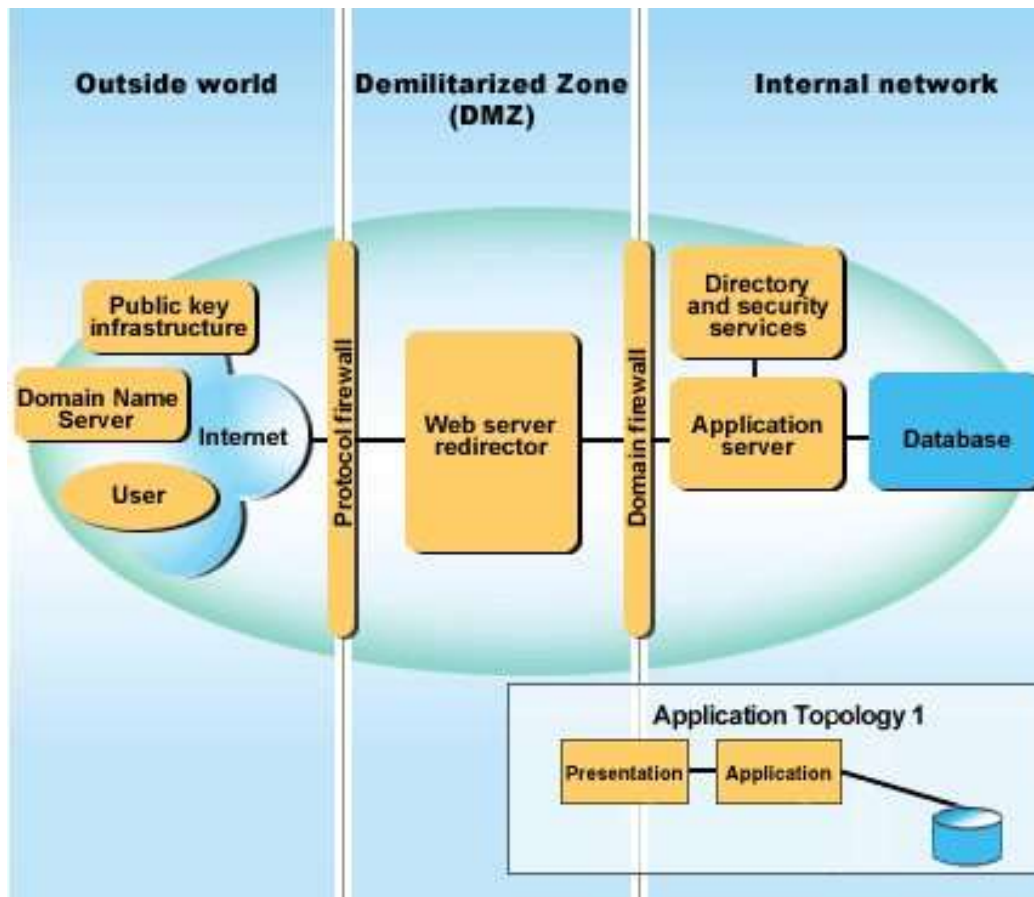 Outside world
Demilitarized Zone
(DMZ)
Internal network
Public key
infrastructure
Domain Name
Server
Internet
User
Protocol firewall
Web server
redirector
Domain firewall
Directory
and security
services
Application
server
Database
Application Topology 1
Presentation
Application